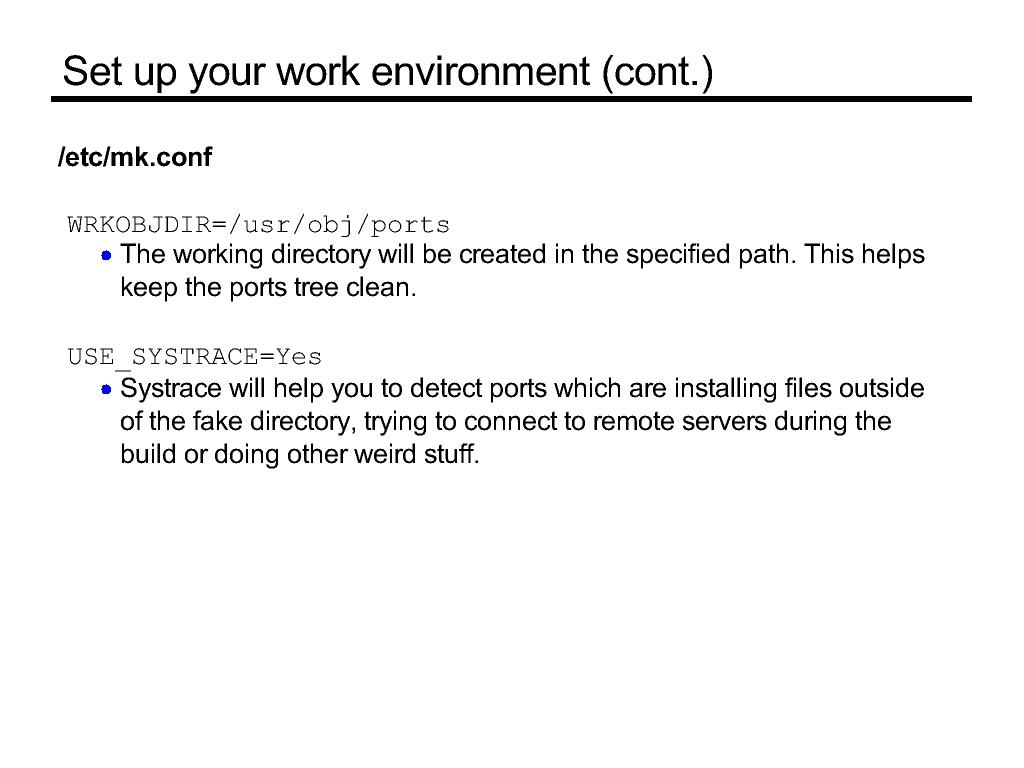 Set up your work environment (cont.)
/etc/mk.conf
WRKOBJDIR=/usr/obj/ports
• The working directory will be created in the specified path. This helps
keep the ports tree clean.
USE_SYSTRACE=Yes
• Systrace will help you to detect ports which are installing files outside
of the fake directory, trying to connect to remote servers during the
build or doing other weird stuff.